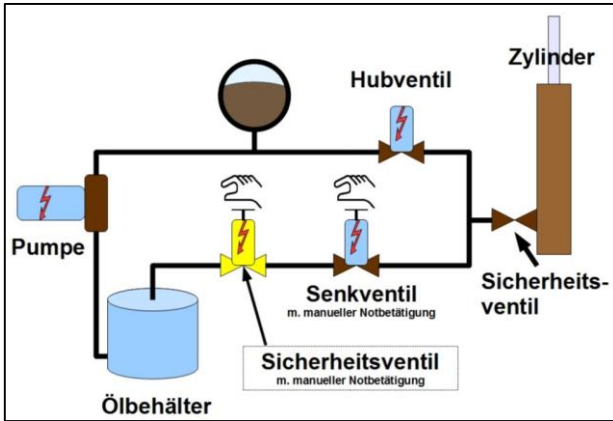 Zylinder
Hubventil
Pumpe
Senkventil
m. manueller Notbetätigung
Sicherheits-
ventil
Sicherheitsventil
m. manueller Notbetätigung
Ölbehälter